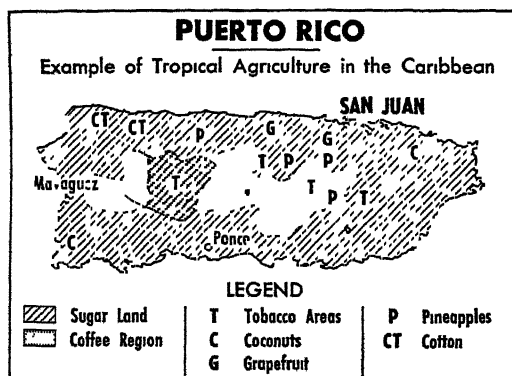 PUERTO RICO
Example of Tropical Agriculture in the Caribbean
SAN JUAN
CT CT P G G C
T P P
Mayaguez T T P T
C Ponce
LEGEND
Sugar Land T Tobacco Areas P Pineapples
Coffee Region C Coconuts CT Cotton
G Grapefruit